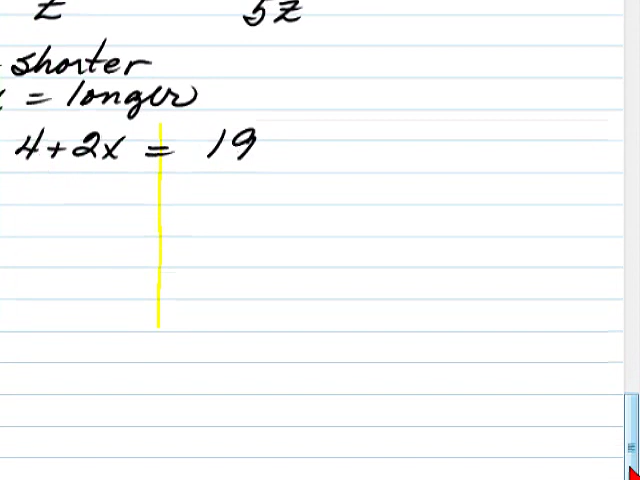 z 5z
shorter
= longer
4+2x = 19